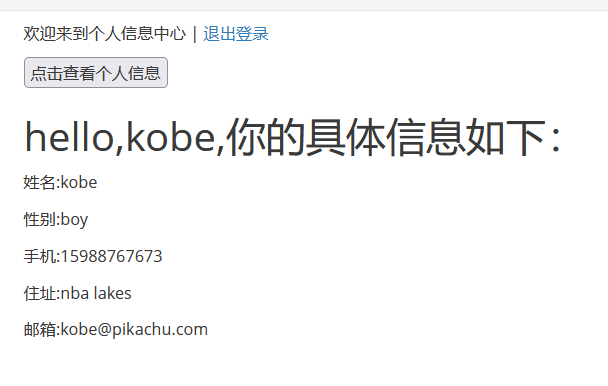 欢迎来到个人信息中心 | 退出登录
点击查看个人信息
hello,kobe,你的具体信息如下：
姓名:kobe
性别:boy
手机:15988767673
住址:nba lakes
邮箱:kobe@pikachu.com